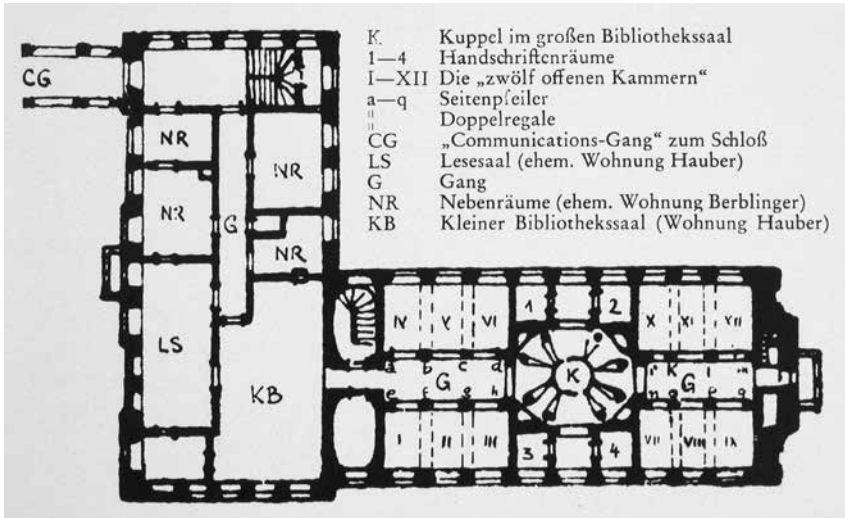 K Kuppel im großen Bibliothekssaal
1—4 Handschriftenräume
I—XII Die „zwölf offenen Kammern“
a—q Seitenpfeiler
Doppelregale
CG „Communications-Gang“ zum Schloß
LS Lesesaal (ehem. Wohnung Hauber)
G Gang
NR Nebenräume (ehem. Wohnung Berblinger)
KB Kleiner Bibliothekssaal (Wohnung Hauber)
CG
NR
NR
NR
G
NR
LS
KB
IV V VI 1 2 X XI XII
a b c d k l m
G K G
e f g h n o q
I II III 3 4 VII VIII IX